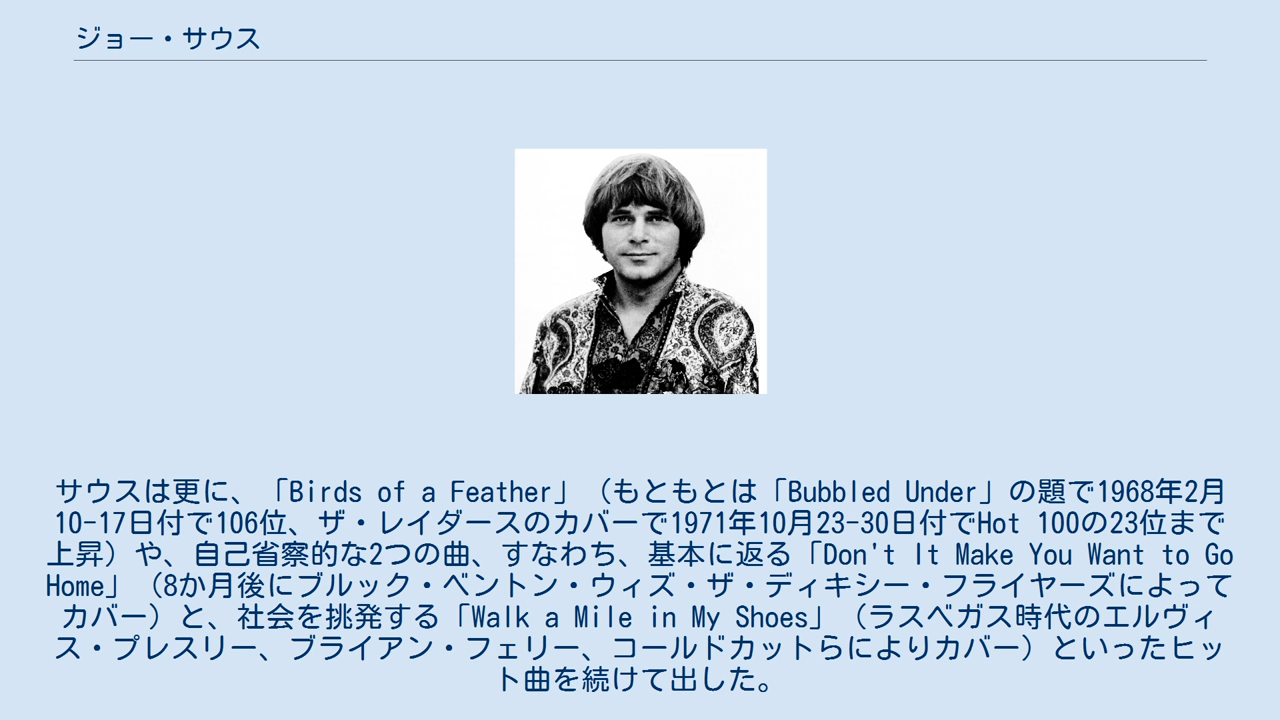 ジョー・サウス
サウスは更に、「Birds of a Feather」（もともとは「Bubbled Under」の題で1968年2月
10-17日付で106位、ザ・レイダースのカバーで1971年10月23-30日付でHot 100の23位まで
上昇）や、自己省察的な2つの曲、すなわち、基本に返る「Don't It Make You Want to Go
Home」（8か月後にブルック・ベントン・ウィズ・ザ・ディキシー・フライヤーズによって
カバー）と、社会を挑発する「Walk a Mile in My Shoes」（ラスベガス時代のエルヴィ
ス・プレスリー、ブライアン・フェリー、コールドカットらによりカバー）といったヒッ
ト曲を続けて出した。